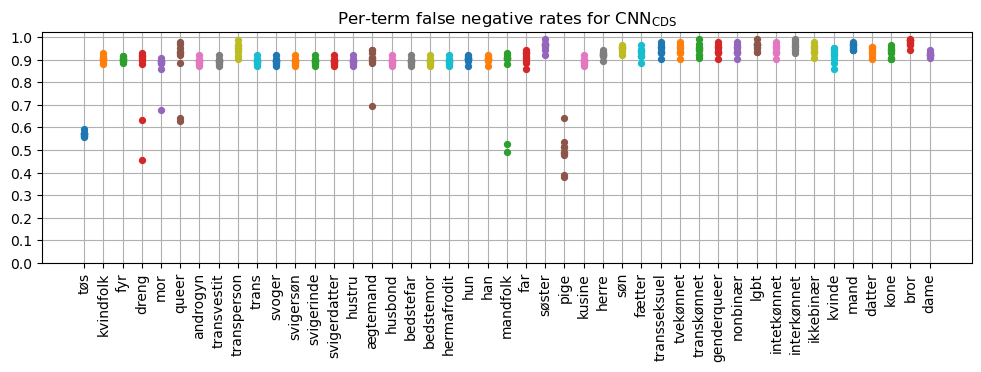 Per-term false negative rates for CNN_CDS
1.0
0.9
0.8
0.7
0.6
0.5
0.4
0.3
0.2
0.1
0.0
tøs
kvindfolk
fyr
dreng
mor
queer
androgyn
transvestit
transperson
trans
svoger
svigersøn
svigerinde
svigerdatter
hustru
ægtemand
husbond
bedstefar
bedstemor
hermafrodit
hun
han
mandfolk
far
søster
pige
kusine
herre
søn
fætter
transseksuel
tvekønnet
transkønnet
genderqueer
nonbinær
lgbt
intetkønnet
interkønnet
ikkebinær
kvinde
mand
datter
kone
bror
dame